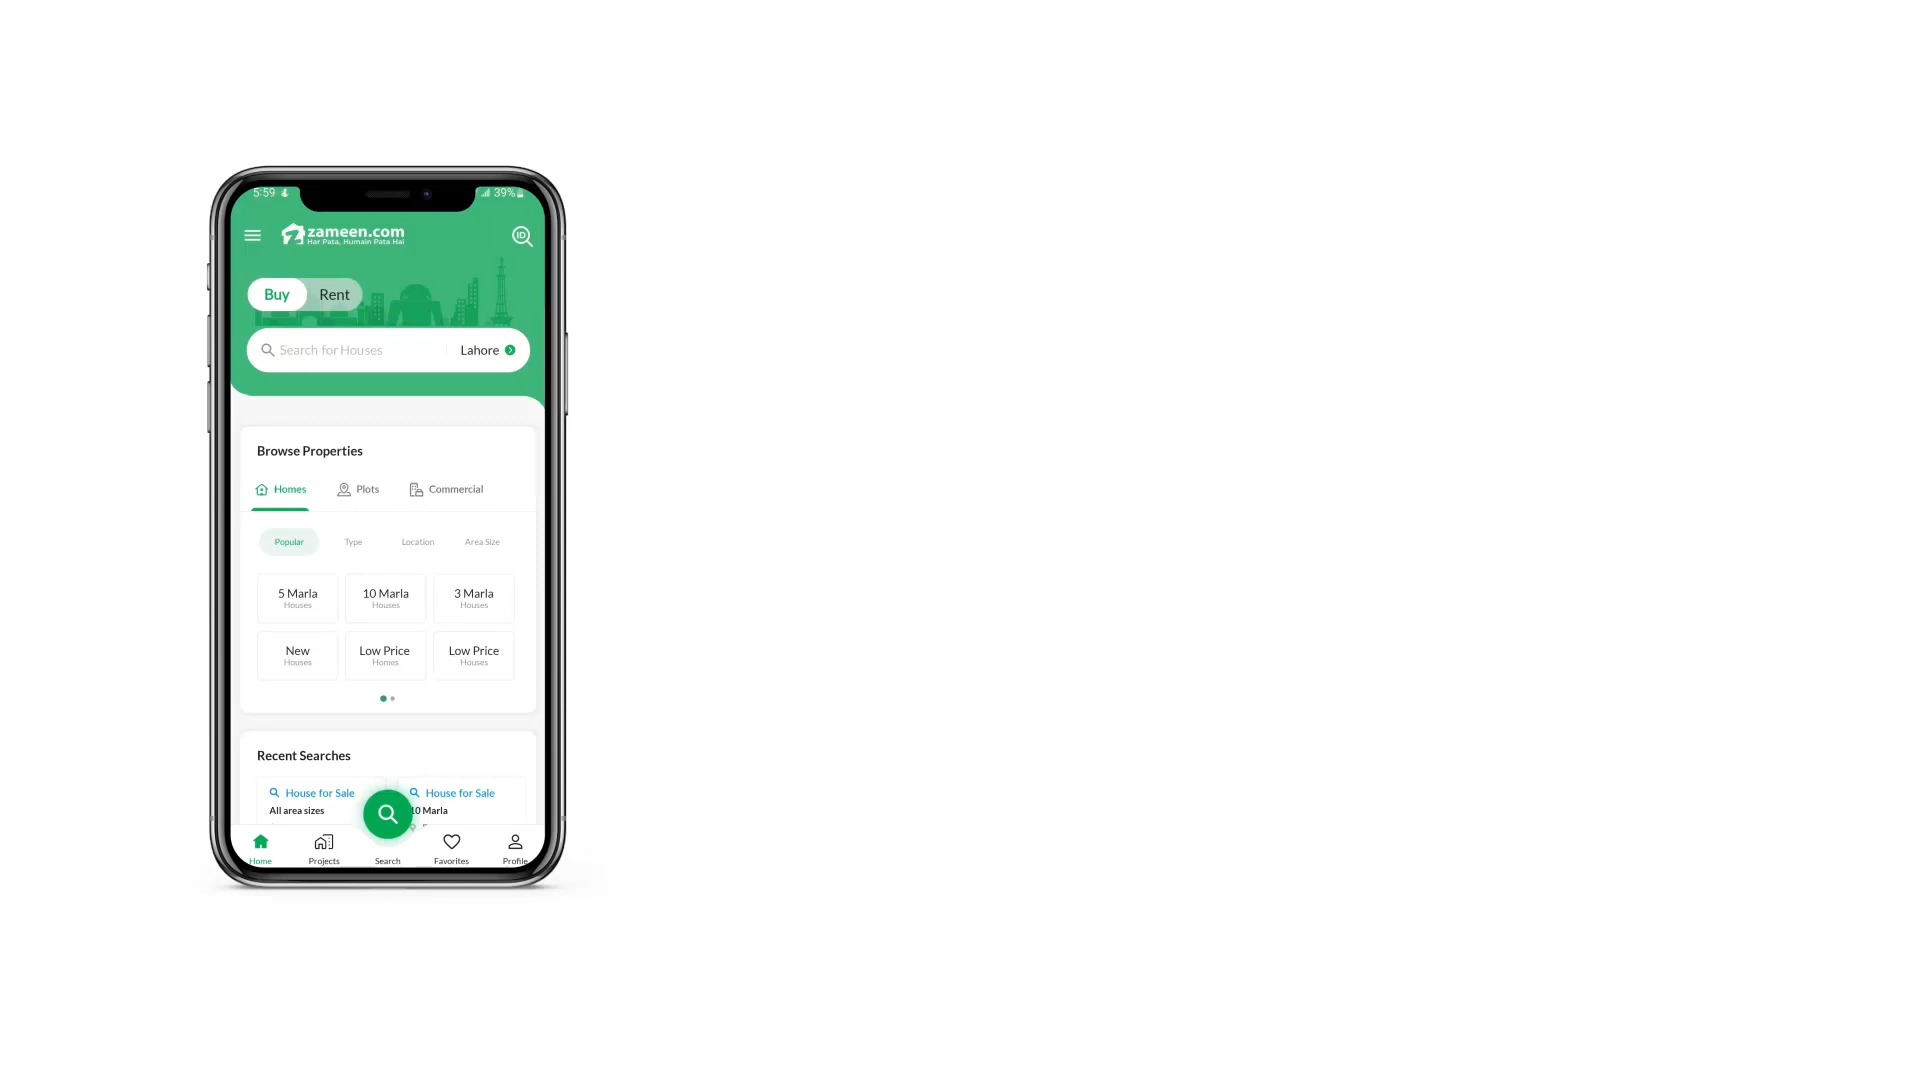 5:59
39%
zameen.com
Har Pata, Humain Pata Hai
ID
Buy Rent
Search for Houses Lahore
Browse Properties
Homes Plots Commercial
Popular Type Location Area Size
5 Marla 10 Marla 3 Marla
Houses Houses Houses
New Low Price Low Price
Houses Homes Houses
Recent Searches
House for Sale House for Sale
All area sizes 10 Marla
Home Projects Search Favorites Profile